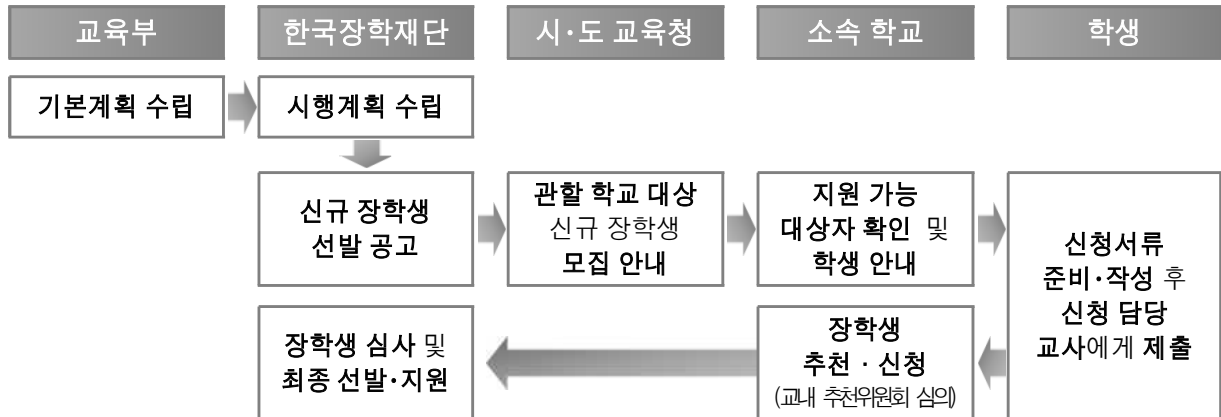 교육부
한국장학재단
시·도 교육청
소속 학교
학생
기본계획 수립
시행계획 수립
신규 장학생
선발 공고
관할 학교 대상
신규 장학생
모집 안내
지원 가능
대상자 확인 및
학생 안내
신청서류
준비·작성 후
신청 담당
교사에게 제출
장학생
추천 · 신청
(교내 추천위원회 심의)
장학생 심사 및
최종 선발·지원